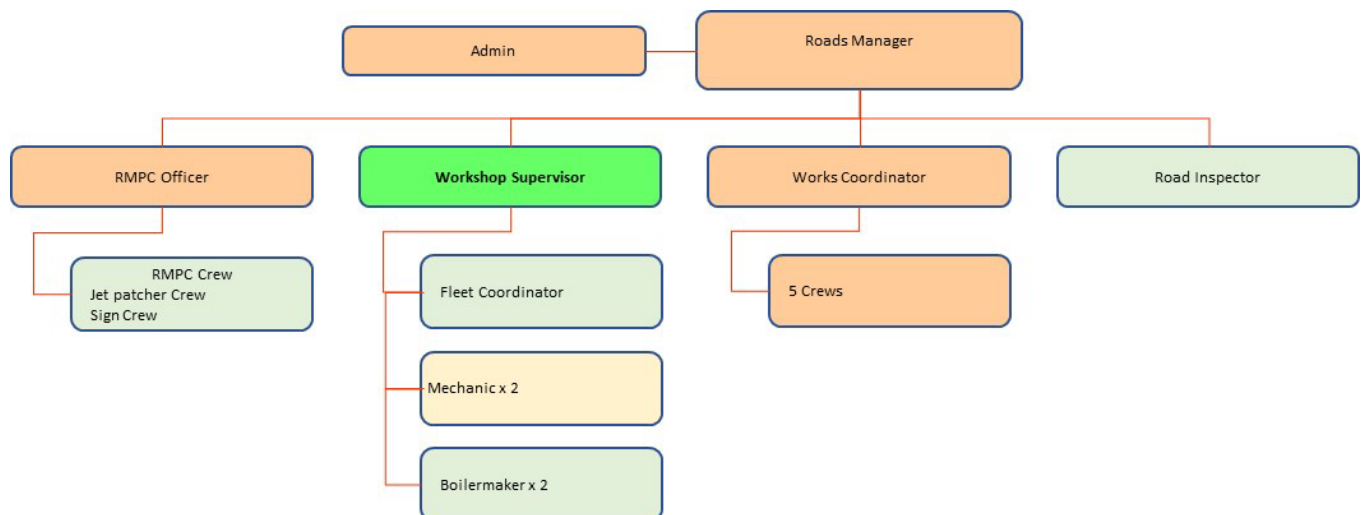 Admin
Roads Manager
RMPC Officer
Workshop Supervisor
Works Coordinator
Road Inspector
RMPC Crew
Jet patcher Crew
Sign Crew
Fleet Coordinator
5 Crews
Mechanic x 2
Boilermaker x 2